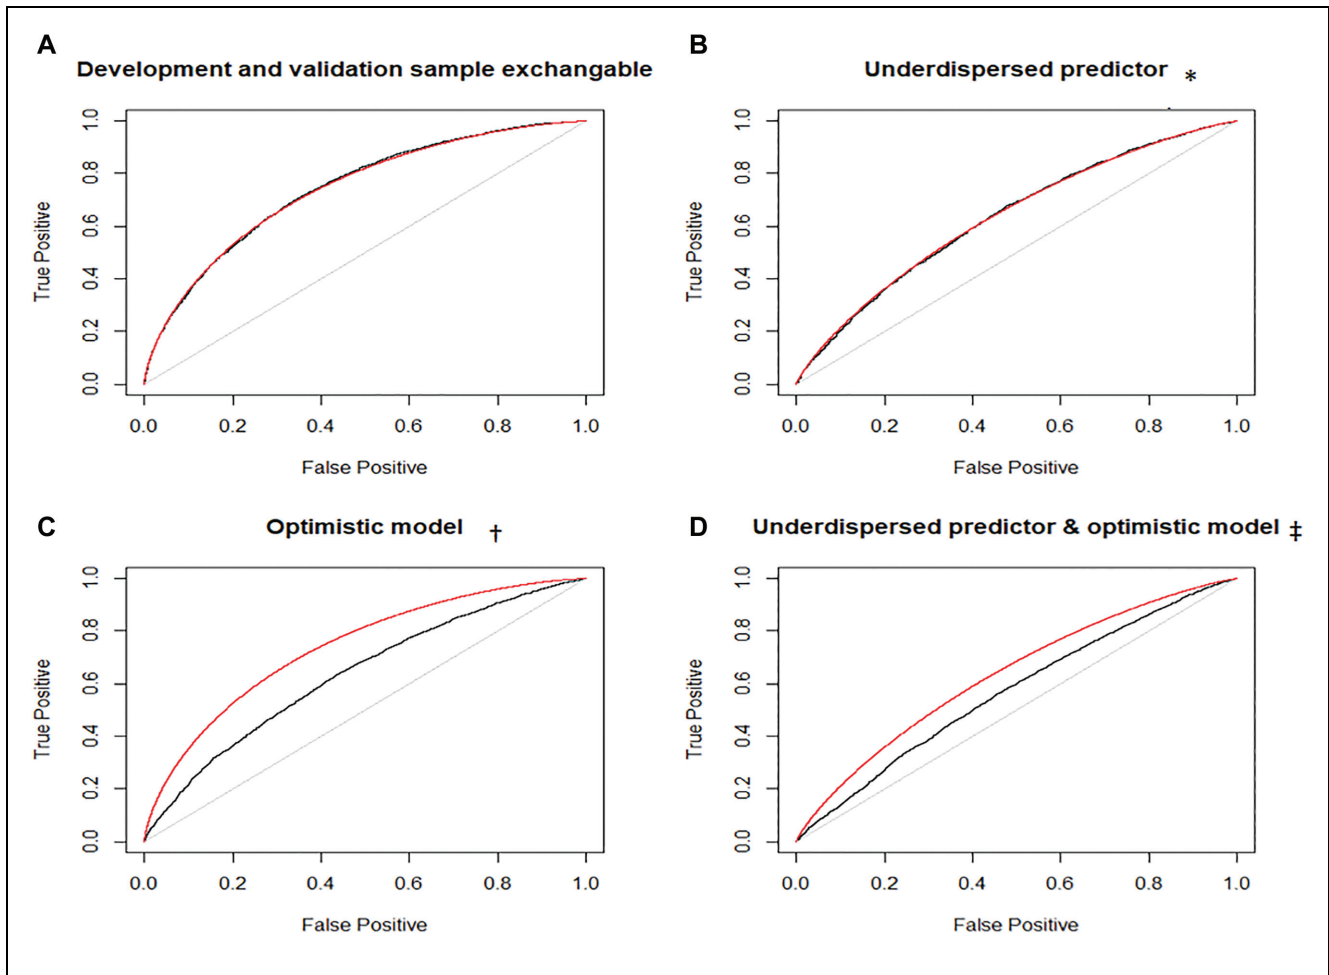 A
Development and validation sample exchangable
True Positive
0.0 0.2 0.4 0.6 0.8 1.0
0.0 0.2 0.4 0.6 0.8 1.0
False Positive
B
Underdispersed predictor *
True Positive
0.0 0.2 0.4 0.6 0.8 1.0
0.0 0.2 0.4 0.6 0.8 1.0
False Positive
C
Optimistic model †
True Positive
0.0 0.2 0.4 0.6 0.8 1.0
0.0 0.2 0.4 0.6 0.8 1.0
False Positive
D
Underdispersed predictor & optimistic model ‡
True Positive
0.0 0.2 0.4 0.6 0.8 1.0
0.0 0.2 0.4 0.6 0.8 1.0
False Positive